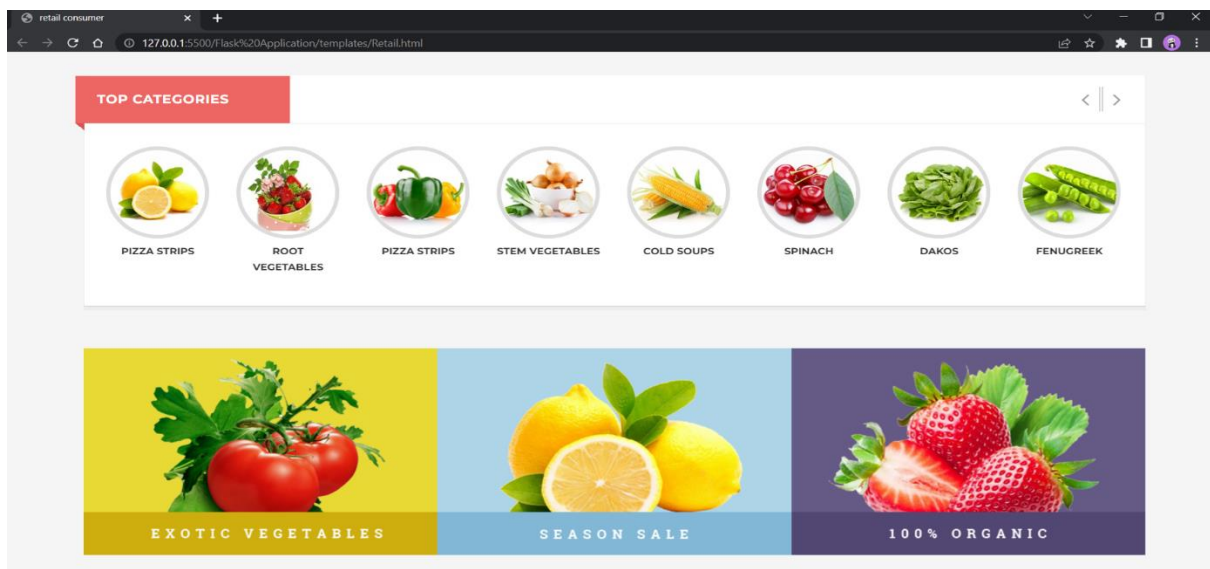 retail consumer
127.0.0.1:5500/Flask%20Application/templates/Retail.html
TOP CATEGORIES
PIZZA STRIPS
ROOT
VEGETABLES
PIZZA STRIPS
STEM VEGETABLES
COLD SOUPS
SPINACH
DAKOS
FENUGREEK
EXOTIC VEGETABLES
SEASON SALE
100% ORGANIC